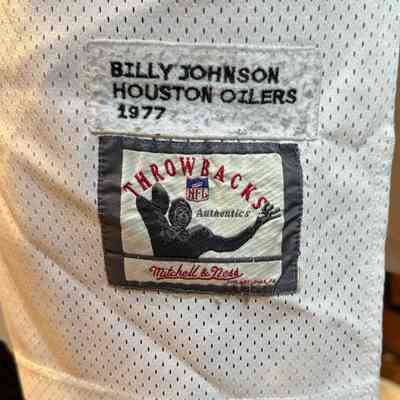 BILLY JOHNSON
HOUSTON OILERS
1977
THROWBACKS
NFL
Authentics
Mitchell & Ness